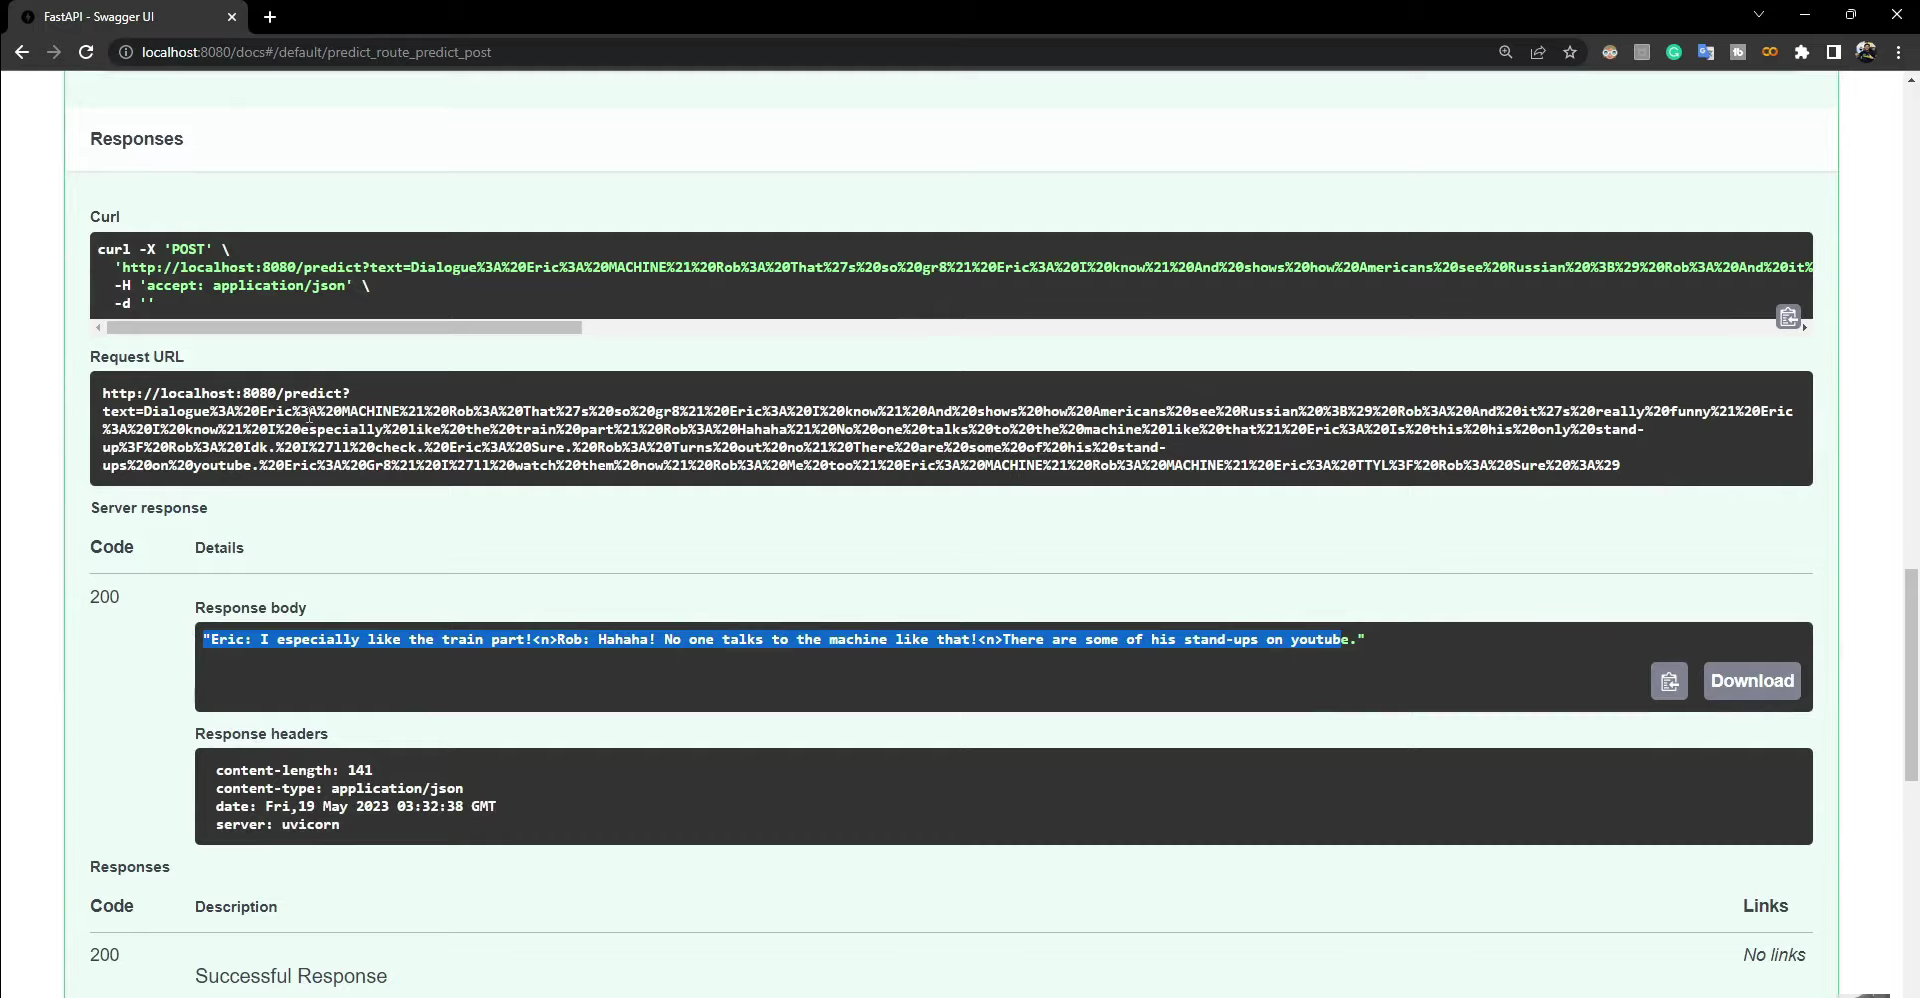 FastAPI - Swagger UI
localhost:8080/docs#/default/predict_route_predict_post
Responses
Curl
curl -X 'POST' \
'http://localhost:8080/predict?text=Dialogue%3A%20Eric%3A%20MACHINE%21%20Rob%3A%20That%27s%20so%20gr8%21%20Eric%3A%20I%20know%21%20And%20shows%20how%20Americans%20see%20Russian%20%3B%29%20Rob%3A%20And%20it%
-H 'accept: application/json' \
-d ''
Request URL
http://localhost:8080/predict?
text=Dialogue%3A%20Eric%3A%20MACHINE%21%20Rob%3A%20That%27s%20so%20gr8%21%20Eric%3A%20I%20know%21%20And%20shows%20how%20Americans%20see%20Russian%20%3B%29%20Rob%3A%20And%20it%27s%20really%20funny%21%20Eric
%3A%20I%20know%21%20I%20especially%20like%20the%20train%20part%21%20Rob%3A%20Hahaha%21%20No%20one%20talks%20to%20the%20machine%20like%20that%21%20Eric%3A%20Is%20this%20his%20only%20stand-
up%3F%20Rob%3A%20Idk.%20I%27ll%20check.%20Eric%3A%20Sure.%20Rob%3A%20Turns%20out%20no%21%20There%20are%20some%20of%20his%20stand-
ups%20on%20youtube.%20Eric%3A%20Gr8%21%20I%27ll%20watch%20them%20now%21%20Rob%3A%20Me%20too%21%20Eric%3A%20MACHINE%21%20Rob%3A%20MACHINE%21%20Eric%3A%20TTYL%3F%20Rob%3A%20Sure%20%3A%29
Server response
Code Details
200
Response body
"Eric: I especially like the train part!<n>Rob: Hahaha! No one talks to the machine like that!<n>There are some of his stand-ups on youtube."
Download
Response headers
content-length: 141
content-type: application/json
date: Fri,19 May 2023 03:32:38 GMT
server: uvicorn
Responses
Code Description Links
200 No links
Successful Response